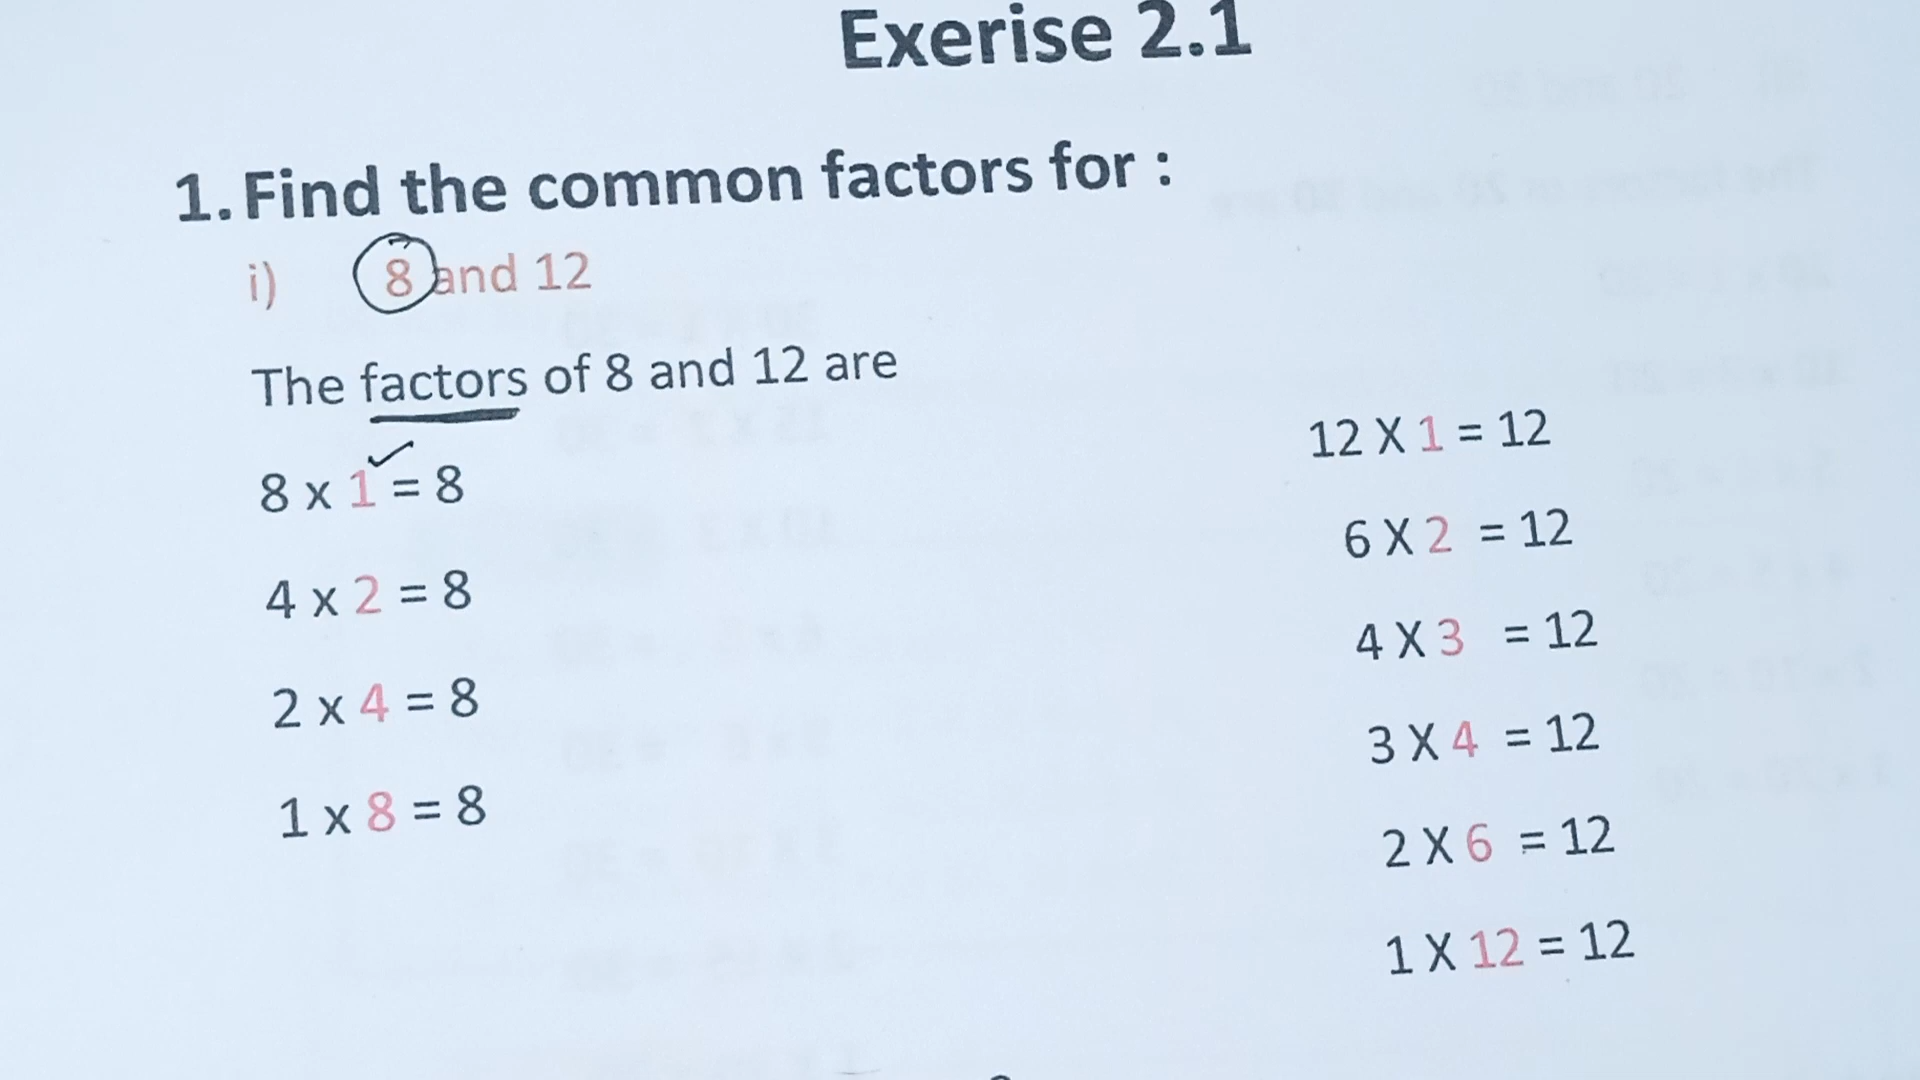 Exerise 2.1
1. Find the common factors for :
i) 8 and 12
The factors of 8 and 12 are
8 x 1 = 8
4 x 2 = 8
2 x 4 = 8
1 x 8 = 8
12 X 1 = 12
6 X 2 = 12
4 X 3 = 12
3 X 4 = 12
2 X 6 = 12
1 X 12 = 12